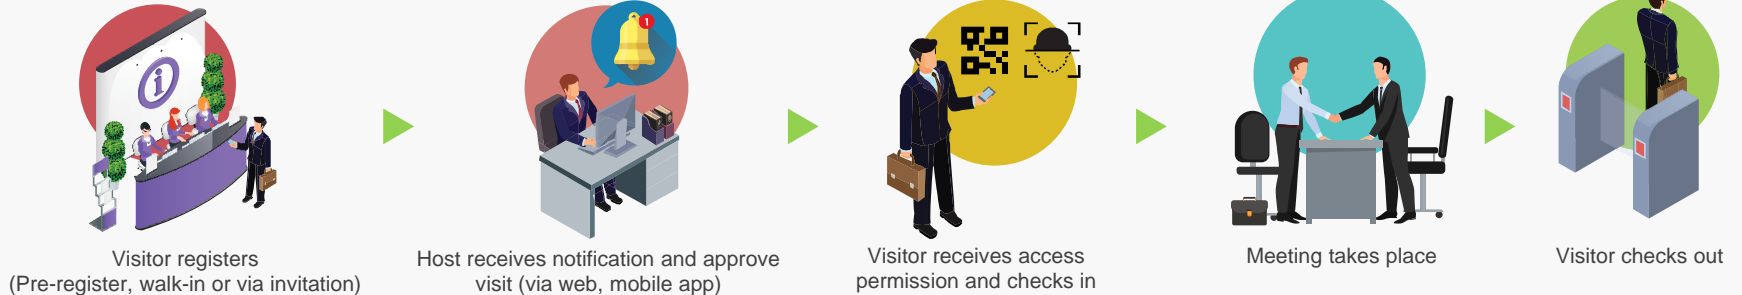 i
1
Visitor registers
(Pre-register, walk-in or via invitation)
Host receives notification and approve
visit (via web, mobile app)
Visitor receives access
permission and checks in
Meeting takes place
Visitor checks out